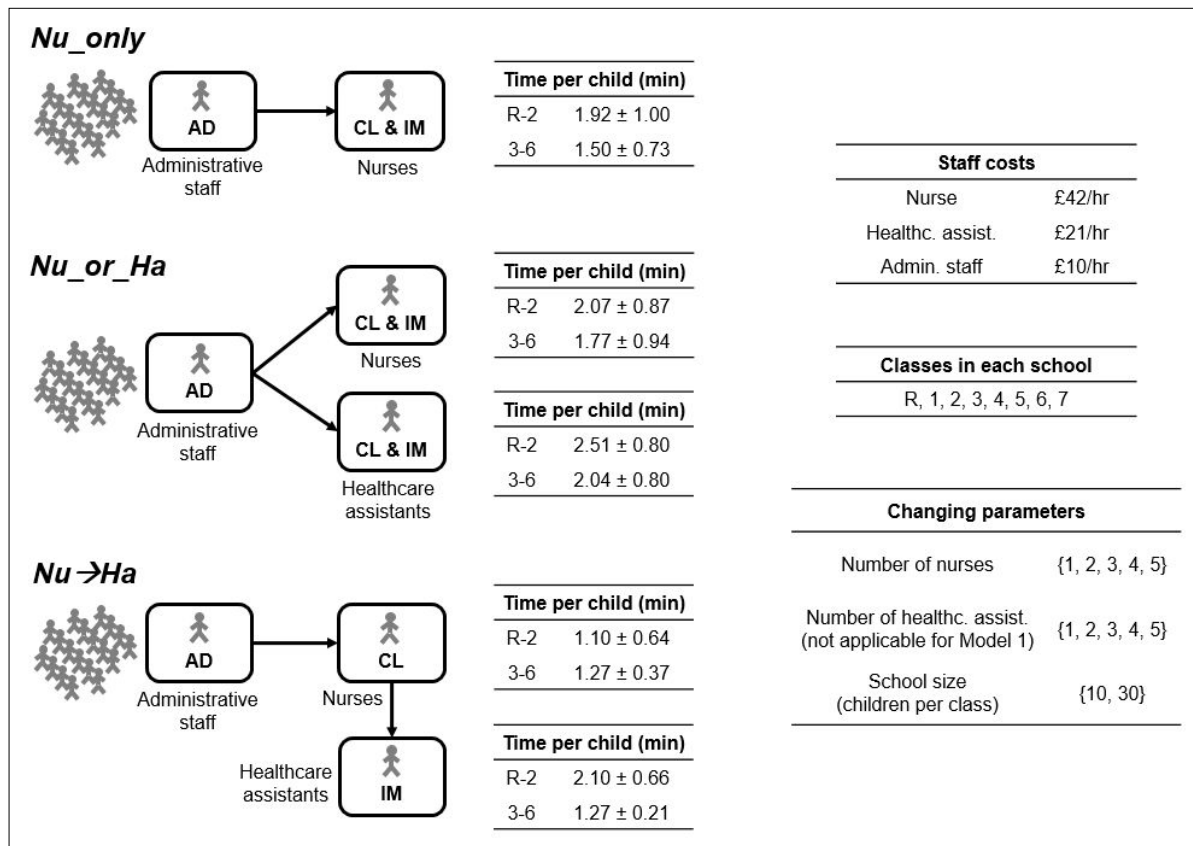 Nu_only
AD
Administrative
staff
CL & IM
Nurses
Time per child (min)
R-2 1.92 ± 1.00
3-6 1.50 ± 0.73
Nu_or_Ha
AD
Administrative
staff
CL & IM
Nurses
CL & IM
Healthcare
assistants
Time per child (min)
R-2 2.07 ± 0.87
3-6 1.77 ± 0.94
Time per child (min)
R-2 2.51 ± 0.80
3-6 2.04 ± 0.80
Nu→Ha
AD
Administrative
staff
CL
Nurses
Healthcare
assistants
IM
Time per child (min)
R-2 1.10 ± 0.64
3-6 1.27 ± 0.37
Time per child (min)
R-2 2.10 ± 0.66
3-6 1.27 ± 0.21
Staff costs
Nurse £42/hr
Healthc. assist. £21/hr
Admin. staff £10/hr
Classes in each school
R, 1, 2, 3, 4, 5, 6, 7
Changing parameters
Number of nurses {1, 2, 3, 4, 5}
Number of healthc. assist.
(not applicable for Model 1) {1, 2, 3, 4, 5}
School size
(children per class) {10, 30}